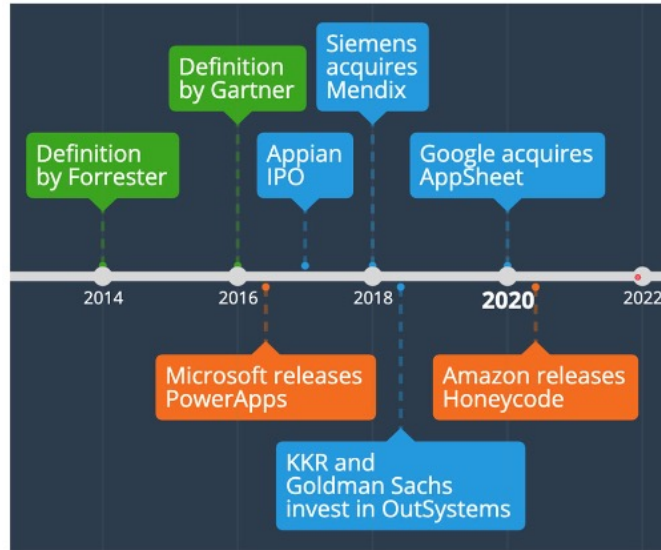 Siemens
acquires
Mendix
Definition
by Gartner
Definition
by Forrester
Appian
IPO
Google acquires
AppSheet
2014
2016
2018
2020
2022
Microsoft releases
PowerApps
Amazon releases
Honeycode
KKR and
Goldman Sachs
invest in OutSystems